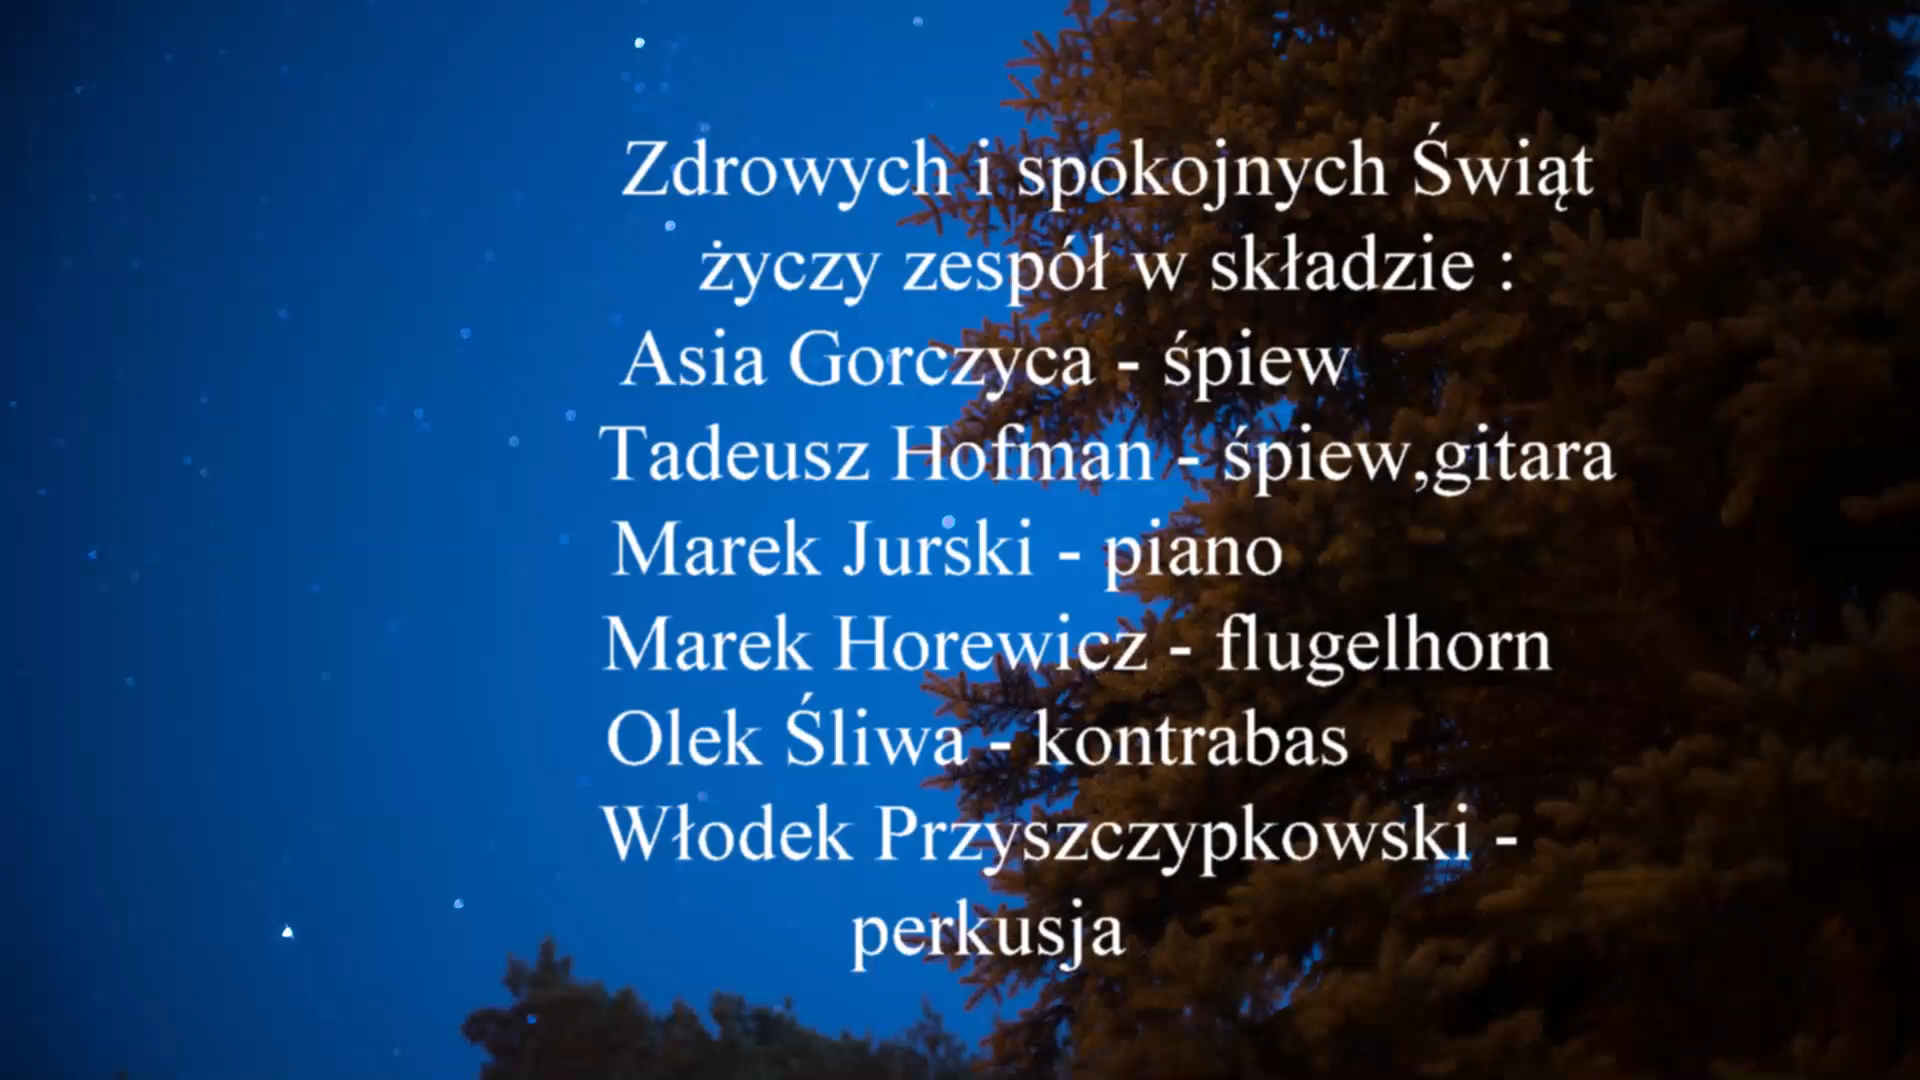 Zdrowych i spokojnych Świąt
życzy zespół w składzie :
Asia Gorczyca - śpiew
Tadeusz Hofman - śpiew,gitara
Marek Jurski - piano
Marek Horewicz - flugelhorn
Olek Śliwa - kontrabas
Włodek Przyszczypkowski -
perkusja